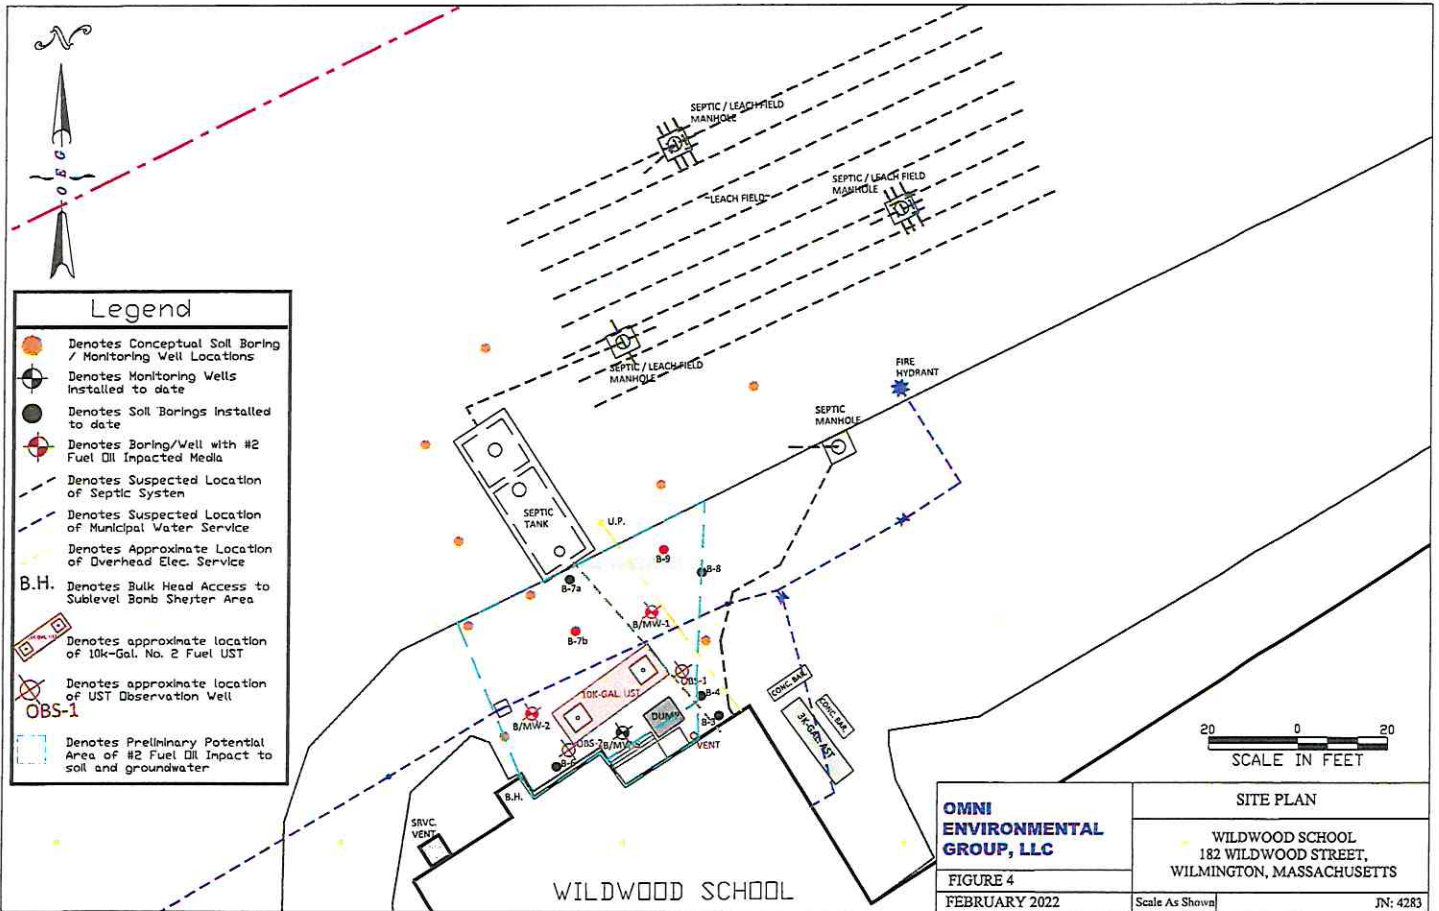 N
O E G
Legend
Denotes Conceptual Soil Boring
/ Monitoring Well Locations
Denotes Monitoring Wells
Installed to date
Denotes Soil Borings Installed
to date
Denotes Boring/Well with #2
Fuel Oil Impacted Media
Denotes Suspected Location
of Septic System
Denotes Suspected Location
of Municipal Water Service
Denotes Approximate Location
of Overhead Elec. Service
B.H. Denotes Bulk Head Access to
Sublevel Bomb Shelter Area
Denotes approximate location
of 10k-Gal. No. 2 Fuel UST
Denotes approximate location
of UST Observation Well
OBS-1
Denotes Preliminary Potential
Area of #2 Fuel Oil Impact to
soil and groundwater
SEPTIC / LEACH FIELD
MANHOLE
SEPTIC / LEACH FIELD
MANHOLE
~LEACH FIELD~
SEPTIC / LEACH FIELD
MANHOLE
FIRE
HYDRANT
SEPTIC
MANHOLE
SEPTIC
TANK
U.P.
B-9
B-8
B-7a
B/MW-1
B-7b
OBS-1
10K-GAL. UST
B-4
B-3
DUMP
VENT
B/MW-2
OBS-2
B/MW-
B-6
B.H.
SRVC.
VENT
CONC. BAR.
CONC. BAR.
3K-GAL. AST
WILDWOOD SCHOOL
20 0 20
SCALE IN FEET
OMNI
ENVIRONMENTAL
GROUP, LLC
FIGURE 4
FEBRUARY 2022
SITE PLAN
WILDWOOD SCHOOL
182 WILDWOOD STREET,
WILMINGTON, MASSACHUSETTS
Scale As Shown
JN: 4283